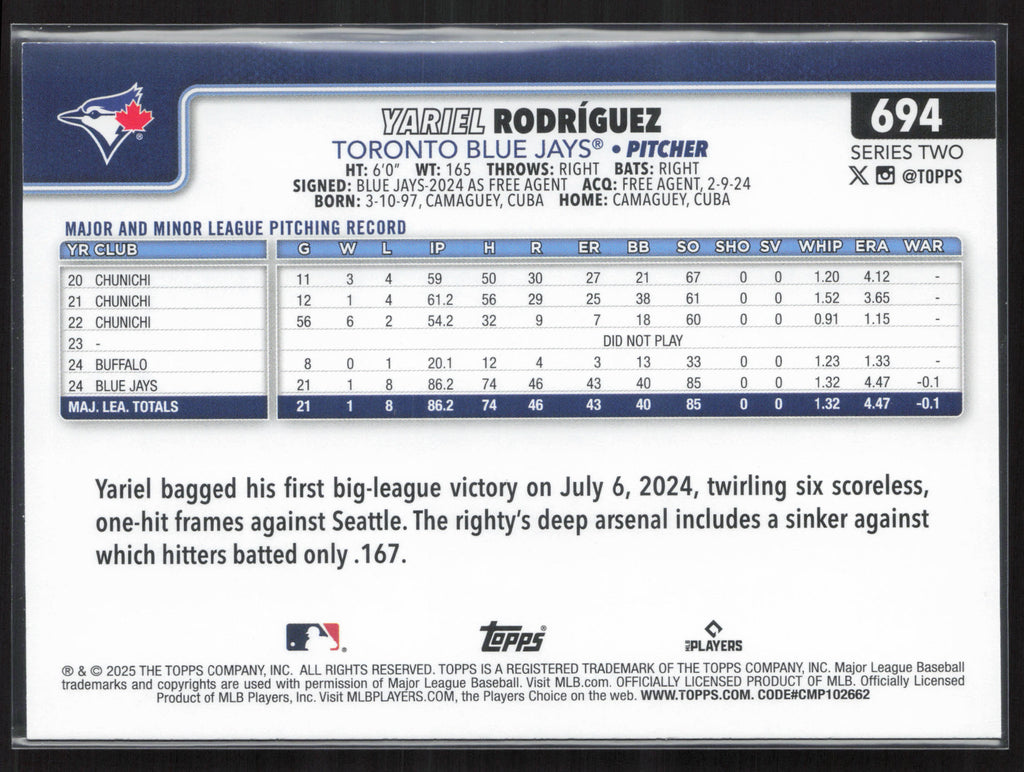 YARIEL RODRÍGUEZ
694
TORONTO BLUE JAYS® • PITCHER
SERIES TWO
HT: 6'0" WT: 165 THROWS: RIGHT BATS: RIGHT
@TOPPS
SIGNED: BLUE JAYS-2024 AS FREE AGENT ACQ: FREE AGENT, 2-9-24
BORN: 3-10-97, CAMAGUEY, CUBA HOME: CAMAGUEY, CUBA
MAJOR AND MINOR LEAGUE PITCHING RECORD
YR CLUB G W L IP H R ER BB SO SHO SV WHIP ERA WAR
20 CHUNICHI 11 3 4 59 50 30 27 21 67 0 0 1.20 4.12 -
21 CHUNICHI 12 1 4 61.2 56 29 25 38 61 0 0 1.52 3.65 -
22 CHUNICHI 56 6 2 54.2 32 9 7 18 60 0 0 0.91 1.15 -
23 - DID NOT PLAY
24 BUFFALO 8 0 1 20.1 12 4 3 13 33 0 0 1.23 1.33 -
24 BLUE JAYS 21 1 8 86.2 74 46 43 40 85 0 0 1.32 4.47 -0.1
MAJ. LEA. TOTALS 21 1 8 86.2 74 46 43 40 85 0 0 1.32 4.47 -0.1
Yariel bagged his first big-league victory on July 6, 2024, twirling six scoreless,
one-hit frames against Seattle. The righty's deep arsenal includes a sinker against
which hitters batted only .167.
Topps®
MLB PLAYERS
® & © 2025 THE TOPPS COMPANY, INC. ALL RIGHTS RESERVED. TOPPS IS A REGISTERED TRADEMARK OF THE TOPPS COMPANY, INC. Major League Baseball
trademarks and copyrights are used with permission of Major League Baseball. Visit MLB.com. OFFICIALLY LICENSED PRODUCT OF MLB. Officially Licensed
Product of MLB Players, Inc. Visit MLBPLAYERS.COM, the Players Choice on the web. WWW.TOPPS.COM. CODE#CMP102662